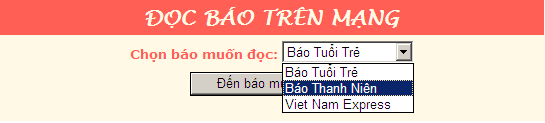 ĐỌC BÁO TRÊN MẠNG
Chọn báo muốn đọc: Báo Tuổi Trẻ
Báo Tuổi Trẻ
Đến báo
Báo Thanh Niên
Viet Nam Express